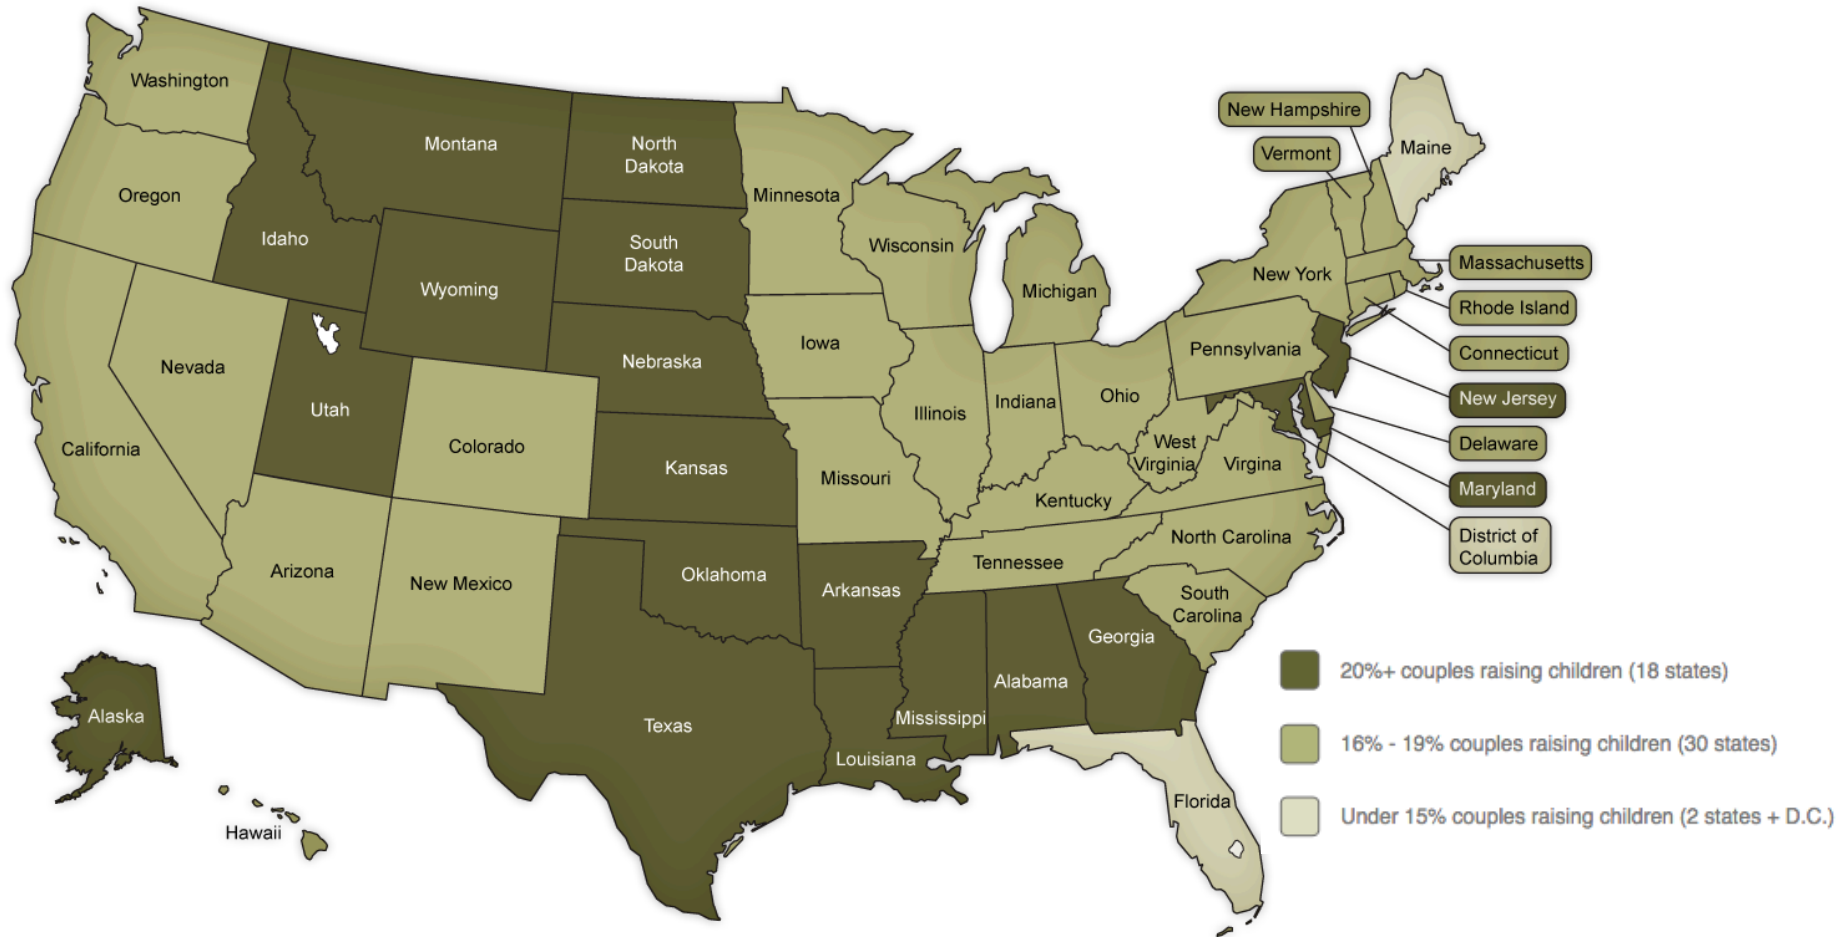 Washington
Montana
North
Dakota
Minnesota
New Hampshire
Vermont
Maine
Oregon
Idaho
South
Dakota
Wisconsin
Wyoming
Michigan
New York
Massachusetts
Rhode Island
Connecticut
Nevada
Nebraska
Iowa
Pennsylvania
New Jersey
Utah
Illinois
Indiana
Ohio
Delaware
California
Colorado
Kansas
Missouri
West
Virginia
Virgina
Maryland
Kentucky
District of
Columbia
Arizona
New Mexico
Oklahoma
Arkansas
Tennessee
North Carolina
South
Carolina
Georgia
Alabama
Mississippi
Alaska
Texas
Louisiana
Hawaii
Florida
20%+ couples raising children (18 states)
16% - 19% couples raising children (30 states)
Under 15% couples raising children (2 states + D.C.)